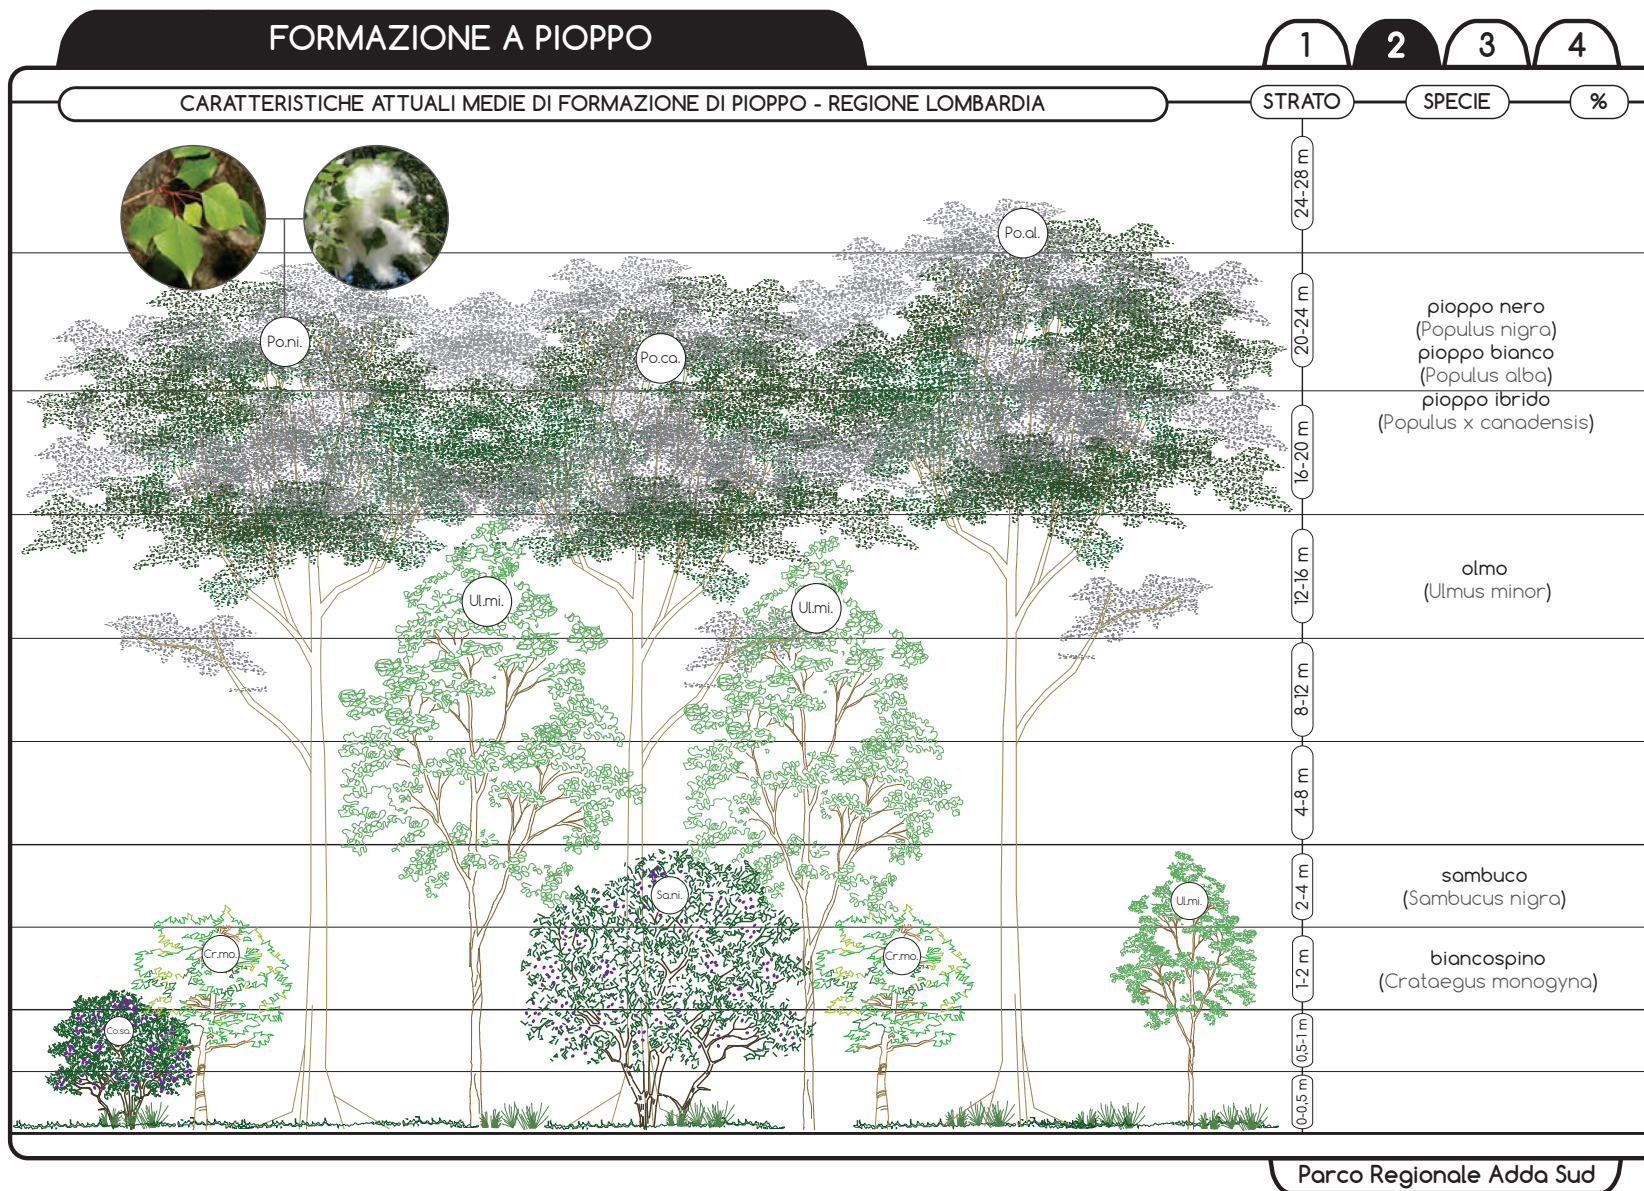 FORMAZIONE A PIOPPO
1 2 3 4
CARATTERISTICHE ATTUALI MEDIE DI FORMAZIONE DI PIOPPO - REGIONE LOMBARDIA
STRATO SPECIE %
24-28 m
Po.al.
20-24 m
pioppo nero
(Populus nigra)
pioppo bianco
(Populus alba)
pioppo ibrido
(Populus x canadensis)
Po.ni.
Po.ca.
16-20 m
12-16 m
olmo
(Ulmus minor)
Ul.mi.
Ul.mi.
8-12 m
4-8 m
2-4 m
sambuco
(Sambucus nigra)
Sa.ni.
Ul.mi.
1-2 m
biancospino
(Crataegus monogyna)
Cr.mo.
Cr.mo.
0,5-1 m
Co.sa.
0-0,5 m
Parco Regionale Adda Sud